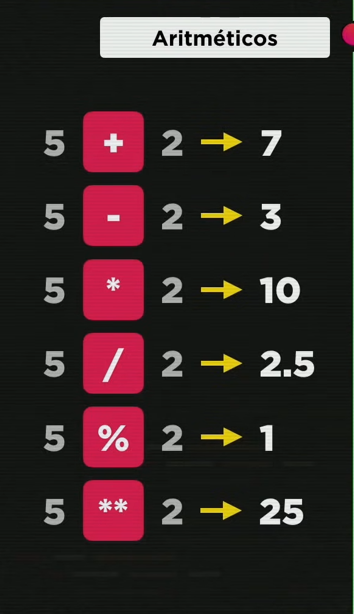 Aritméticos
5 + 2 → 7
5 - 2 → 3
5 * 2 → 10
5 / 2 → 2.5
5 % 2 → 1
5 ** 2 → 25